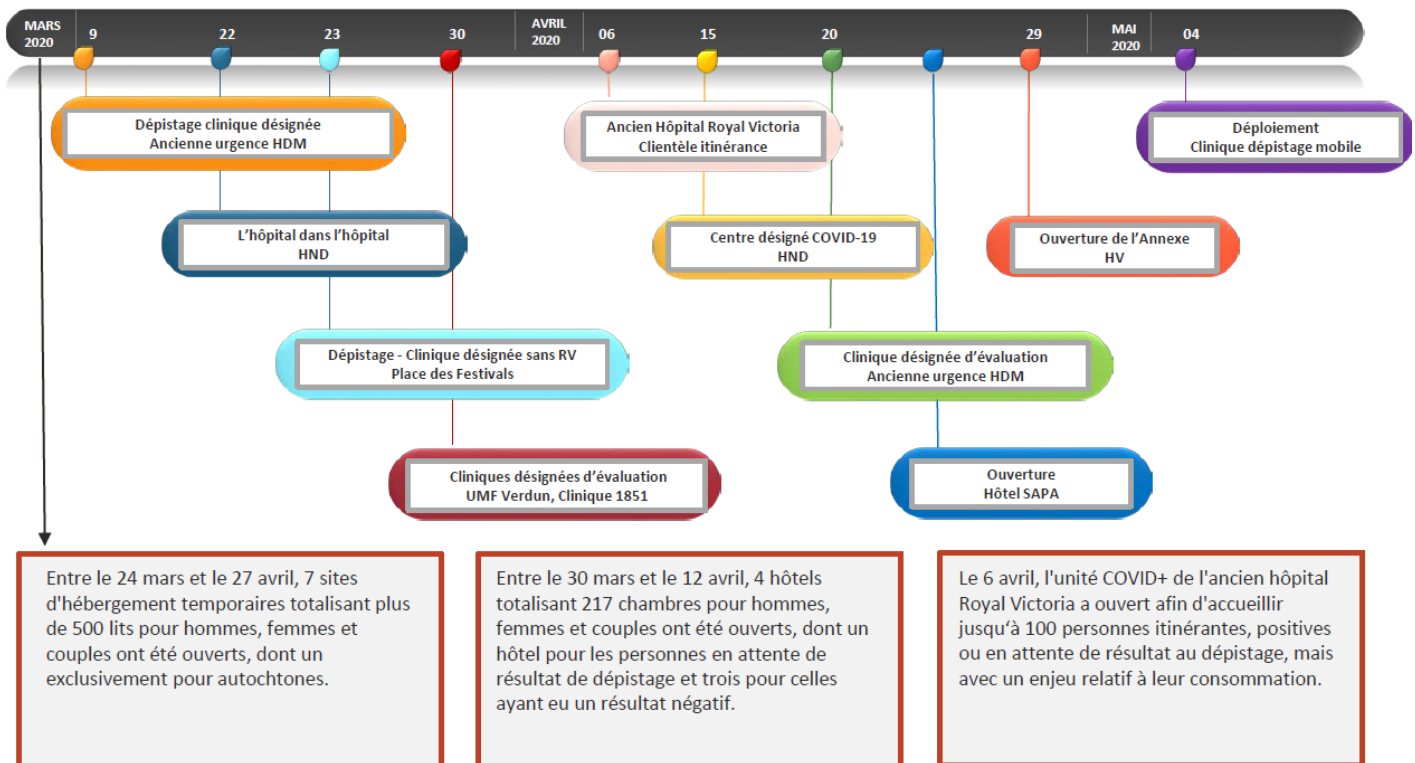 MARS
2020
9
22
23
30
AVRIL
2020
06
15
20
29
MAI
2020
04
Dépistage clinique désignée
Ancienne urgence HDM
Ancien Hôpital Royal Victoria
Clientèle itinérance
Déploiement
Clinique dépistage mobile
L'hôpital dans l'hôpital
HND
Centre désigné COVID-19
HND
Ouverture de l'Annexe
HV
Dépistage - Clinique désignée sans RV
Place des Festivals
Clinique désignée d'évaluation
Ancienne urgence HDM
Cliniques désignées d'évaluation
UMF Verdun, Clinique 1851
Ouverture
Hôtel SAPA
Entre le 24 mars et le 27 avril, 7 sites
d'hébergement temporaires totalisant plus
de 500 lits pour hommes, femmes et
couples ont été ouverts, dont un
exclusivement pour autochtones.
Entre le 30 mars et le 12 avril, 4 hôtels
totalisant 217 chambres pour hommes,
femmes et couples ont été ouverts, dont un
hôtel pour les personnes en attente de
résultat de dépistage et trois pour celles
ayant eu un résultat négatif.
Le 6 avril, l'unité COVID+ de l'ancien hôpital
Royal Victoria a ouvert afin d'accueillir
jusqu'à 100 personnes itinérantes, positives
ou en attente de résultat au dépistage, mais
avec un enjeu relatif à leur consommation.